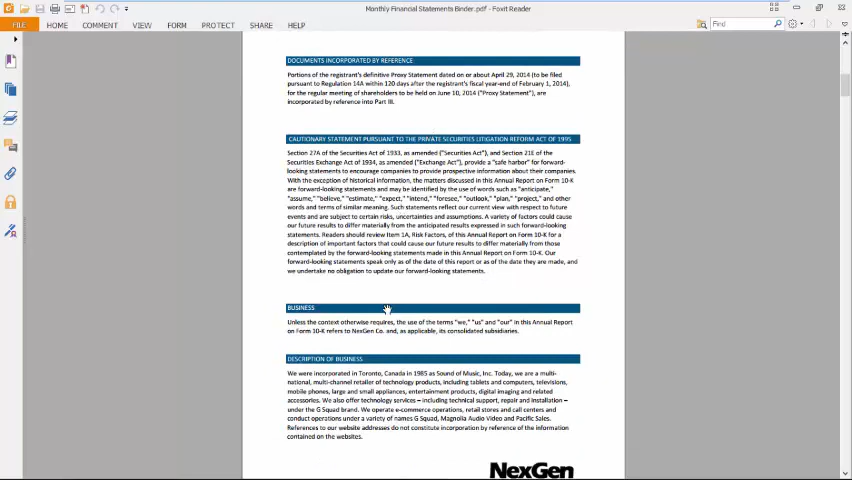 Monthly Financial Statements Binder.pdf - Foxit Reader
FILE HOME COMMENT VIEW FORM PROTECT SHARE HELP Find
DOCUMENTS INCORPORATED BY REFERENCE
Portions of the registrant's definitive Proxy Statement dated on or about April 29, 2014 (to be filed
pursuant to Regulation 14A within 120 days after the registrant's fiscal year-end of February 1, 2014),
for the regular meeting of shareholders to be held on June 10, 2014 ("Proxy Statement"), are
incorporated by reference into Part III.
CAUTIONARY STATEMENT PURSUANT TO THE PRIVATE SECURITIES LITIGATION REFORM ACT OF 1995
Section 27A of the Securities Act of 1933, as amended ("Securities Act"), and Section 21E of the
Securities Exchange Act of 1934, as amended ("Exchange Act"), provide a "safe harbor" for forward-
looking statements to encourage companies to provide prospective information about their companies.
With the exception of historical information, the matters discussed in this Annual Report on Form 10-K
are forward-looking statements and may be identified by the use of words such as "anticipate,"
"assume," "believe," "estimate," "expect," "intend," "foresee," "outlook," "plan," "project," and other
words and terms of similar meaning. Such statements reflect our current view with respect to future
events and are subject to certain risks, uncertainties and assumptions. A variety of factors could cause
our future results to differ materially from the anticipated results expressed in such forward-looking
statements. Readers should review Item 1A, Risk Factors, of this Annual Report on Form 10-K for a
description of important factors that could cause our future results to differ materially from those
contemplated by the forward-looking statements made in this Annual Report on Form 10-K. Our
forward-looking statements speak only as of the date of this report or as of the date they are made, and
we undertake no obligation to update our forward-looking statements.
BUSINESS
Unless the context otherwise requires, the use of the terms "we," "us" and "our" in this Annual Report
on Form 10-K refers to NexGen Co. and, as applicable, its consolidated subsidiaries.
DESCRIPTION OF BUSINESS
We were incorporated in Toronto, Canada in 1985 as Sound of Music, Inc. Today, we are a multi-
national, multi-channel retailer of technology products, including tablets and computers, televisions,
mobile phones, large and small appliances, entertainment products, digital imaging and related
accessories. We also offer technology services – including technical support, repair and installation –
under the G Squad brand. We operate e-commerce operations, retail stores and call centers and
conduct operations under a variety of names G Squad, Magnolia Audio Video and Pacific Sales.
References to our website addresses do not constitute incorporation by reference of the information
contained on the websites.
NexGen